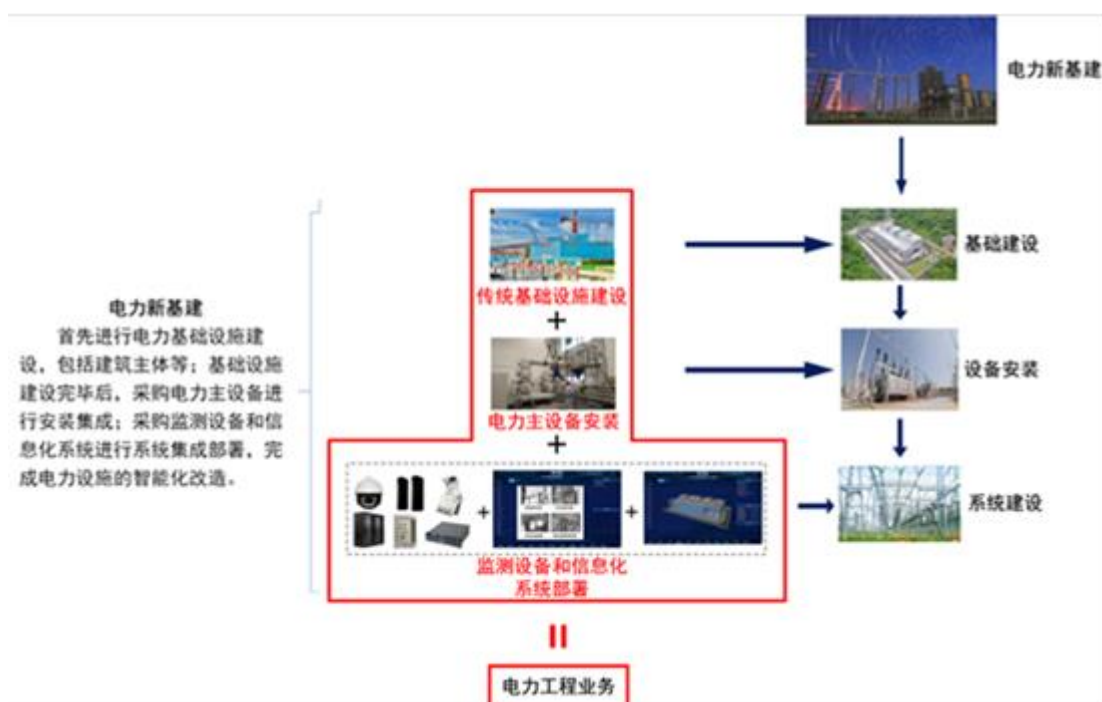 电力新基建
基础建设
传统基础设施建设
+
电力新基建
首先进行电力基础设施建
设，包括建筑主体等；基础设施
建设完毕后，采购电力主设备进
行安装集成；采购监测设备和信
息化系统进行系统集成部署，完
成电力设施的智能化改造。
设备安装
电力主设备安装
+
+
+
系统建设
监测设备和信息化
系统部署
电力工程业务